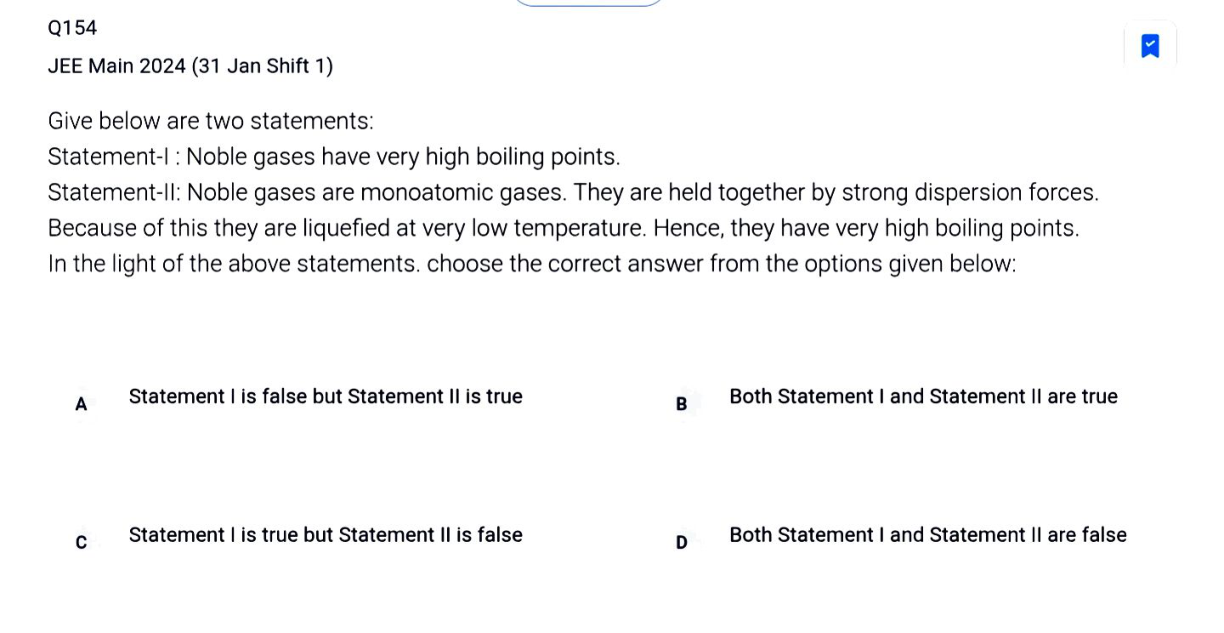 Q154
JEE Main 2024 (31 Jan Shift 1)
Give below are two statements:
Statement-I : Noble gases have very high boiling points.
Statement-II: Noble gases are monoatomic gases. They are held together by strong dispersion forces.
Because of this they are liquefied at very low temperature. Hence, they have very high boiling points.
In the light of the above statements. choose the correct answer from the options given below:
A Statement I is false but Statement II is true
B Both Statement I and Statement II are true
C Statement I is true but Statement II is false
D Both Statement I and Statement II are false